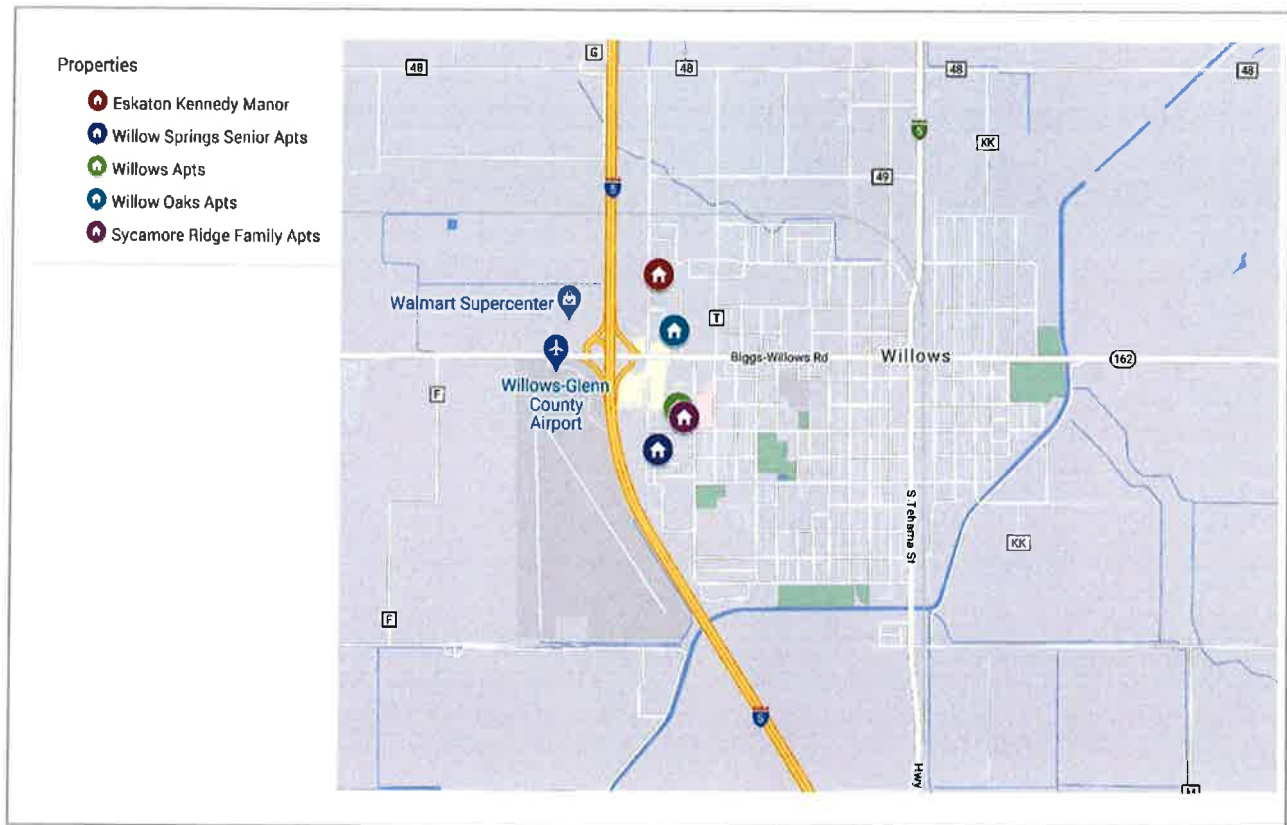 Properties
Eskaton Kennedy Manor
Willow Springs Senior Apts
Willows Apts
Willow Oaks Apts
Sycamore Ridge Family Apts
G
48
48
48
48
5
KK
49
5
Walmart Supercenter
T
Biggs-Willows Rd
Willows
162
Willows-Glenn
County
Airport
F
S Tehama St
KK
F
5
Hwy